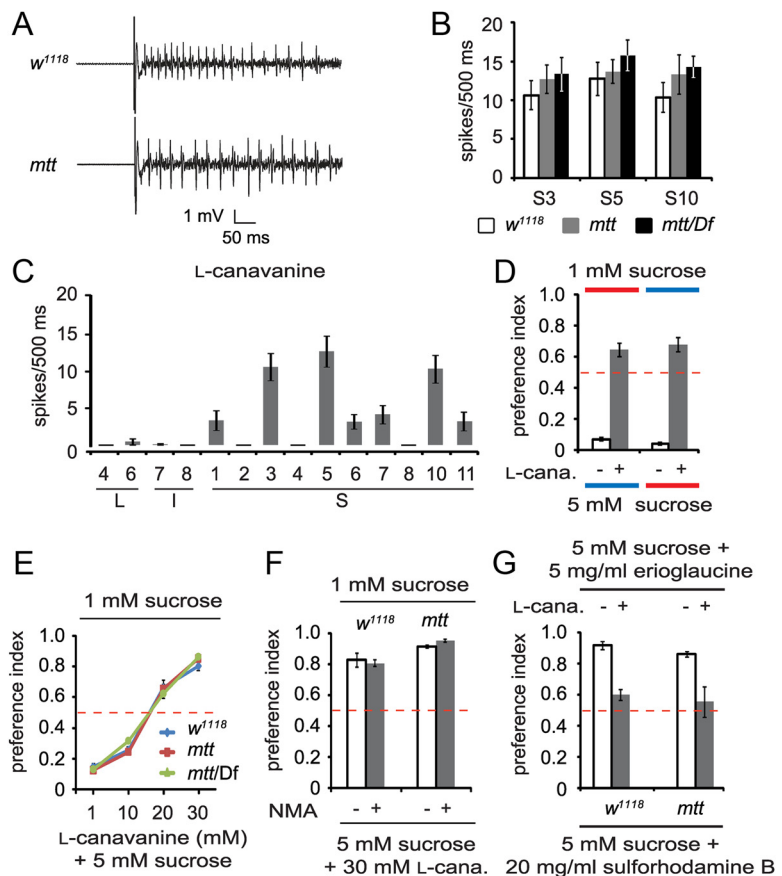 A
w1118
mtt
1 mV
50 ms
B
spikes/500 ms
20
15
10
5
0
S3 S5 S10
w1118 mtt mtt/Df
C
L-canavanine
spikes/500 ms
20
15
10
5
0
4 6 7 8 1 2 3 4 5 6 7 8 10 11
L I S
D
1 mM sucrose
preference index
1.0
0.8
0.6
0.4
0.2
0
L-cana. - + - +
5 mM sucrose
E
1 mM sucrose
preference index
1.0
0.8
0.6
0.4
0.2
0
w1118
mtt
mtt/Df
1 10 20 30
L-canavanine (mM)
+ 5 mM sucrose
F
1 mM sucrose
w1118 mtt
preference index
1.0
0.8
0.6
0.4
0.2
0
NMA - + - +
5 mM sucrose
+ 30 mM L-cana.
G
5 mM sucrose +
5 mg/ml erioglaucine
L-cana. - + - +
preference index
1.0
0.8
0.6
0.4
0.2
0
w1118 mtt
5 mM sucrose +
20 mg/ml sulforhodamine B